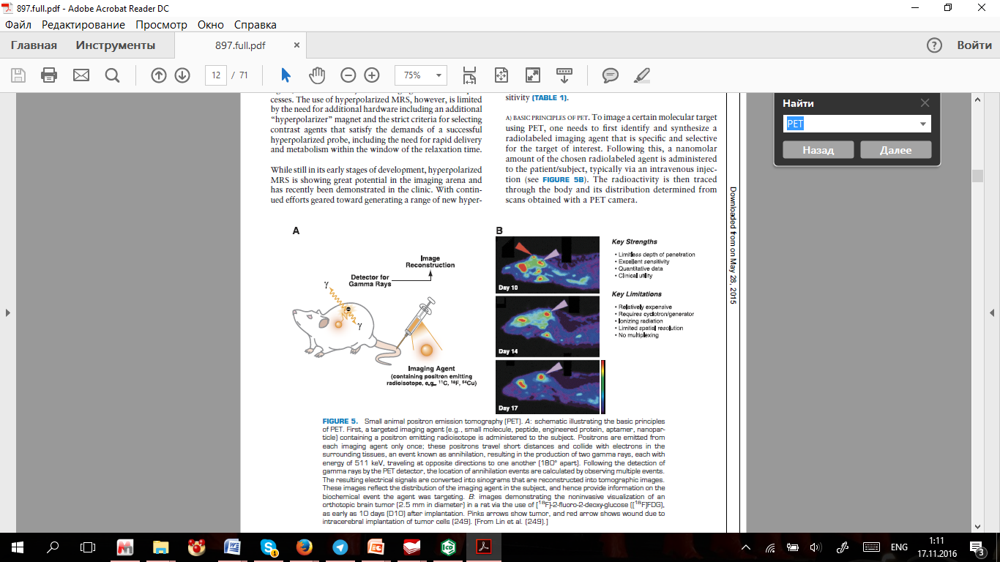 897.full.pdf - Adobe Acrobat Reader DC
Файл Редактирование Просмотр Окно Справка
Главная Инструменты 897.full.pdf × Войти
12 / 71 75%
cesses. The use of hyperpolarized MRS, however, is limited
by the need for additional hardware including an additional
“hyperpolarizer” magnet and the strict criteria for selecting
contrast agents that satisfy the demands of a successful
hyperpolarized probe, including the need for rapid delivery
and metabolism within the window of the relaxation time.
While still in its early stages of development, hyperpolarized
MRS is showing great potential in the imaging arena and
has recently been demonstrated in the clinic. With contin-
ued efforts geared toward generating a range of new hyper-
sitivity (TABLE 1).
A) BASIC PRINCIPLES OF PET. To image a certain molecular target
using PET, one needs to first identify and synthesize a
radiolabeled imaging agent that is specific and selective
for the target of interest. Following this, a nanomolar
amount of the chosen radiolabeled agent is administered
to the patient/subject, typically via an intravenous injec-
tion (see FIGURE 5B). The radioactivity is then traced
through the body and its distribution determined from
scans obtained with a PET camera.
Найти
PET
Назад Далее
Downloaded from on May 28, 2015
A
Image
Reconstruction
Detector for
Gamma Rays
γ
γ
Imaging Agent
(containing positron emitting
radioisotope, e.g., ¹¹C, ¹⁸F, ⁶⁴Cu)
B
Day 10
Day 14
Day 17
Key Strengths
• Limitless depth of penetration
• Excellent sensitivity
• Quantitative data
• Clinical utility
Key Limitations
• Relatively expensive
• Requires cyclotron/generator
• Ionizing radiation
• Limited spatial resolution
• No multiplexing
FIGURE 5. Small animal positron emission tomography (PET). A: schematic illustrating the basic principles
of PET. First, a targeted imaging agent (e.g., small molecule, peptide, engineered protein, aptamer, nanopar-
ticle) containing a positron emitting radioisotope is administered to the subject. Positrons are emitted from
each imaging agent only once; these positrons travel short distances and collide with electrons in the
surrounding tissues, an event known as annihilation, resulting in the production of two gamma rays, each with
energy of 511 keV, traveling at opposite directions to one another (180° apart). Following the detection of
gamma rays by the PET detector, the location of annihilation events are calculated by observing multiple events.
The resulting electrical signals are converted into sinograms that are reconstructed into tomographic images.
These images reflect the distribution of the imaging agent in the subject, and hence provide information on the
biochemical event the agent was targeting. B: images demonstrating the noninvasive visualization of an
orthotopic brain tumor (2.5 mm in diameter) in a rat via the use of [¹⁸F]-2-fluoro-2-deoxy-glucose ([¹⁸F]FDG),
as early as 10 days (D10) after implantation. Pinks arrows show tumor, and red arrow shows wound due to
intracerebral implantation of tumor cells (249). [From Lin et al. (249).]
ENG
1:11
17.11.2016
3